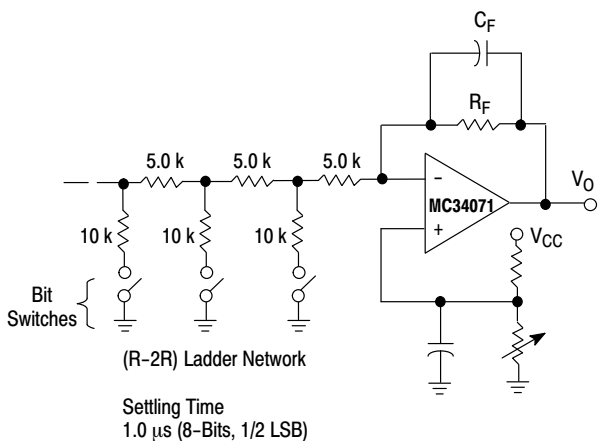 C_F
R_F
5.0 k 5.0 k 5.0 k
−
MC34071
+
V_O
10 k 10 k 10 k
V_CC
Bit
Switches
(R−2R) Ladder Network
Settling Time
1.0 μs (8−Bits, 1/2 LSB)